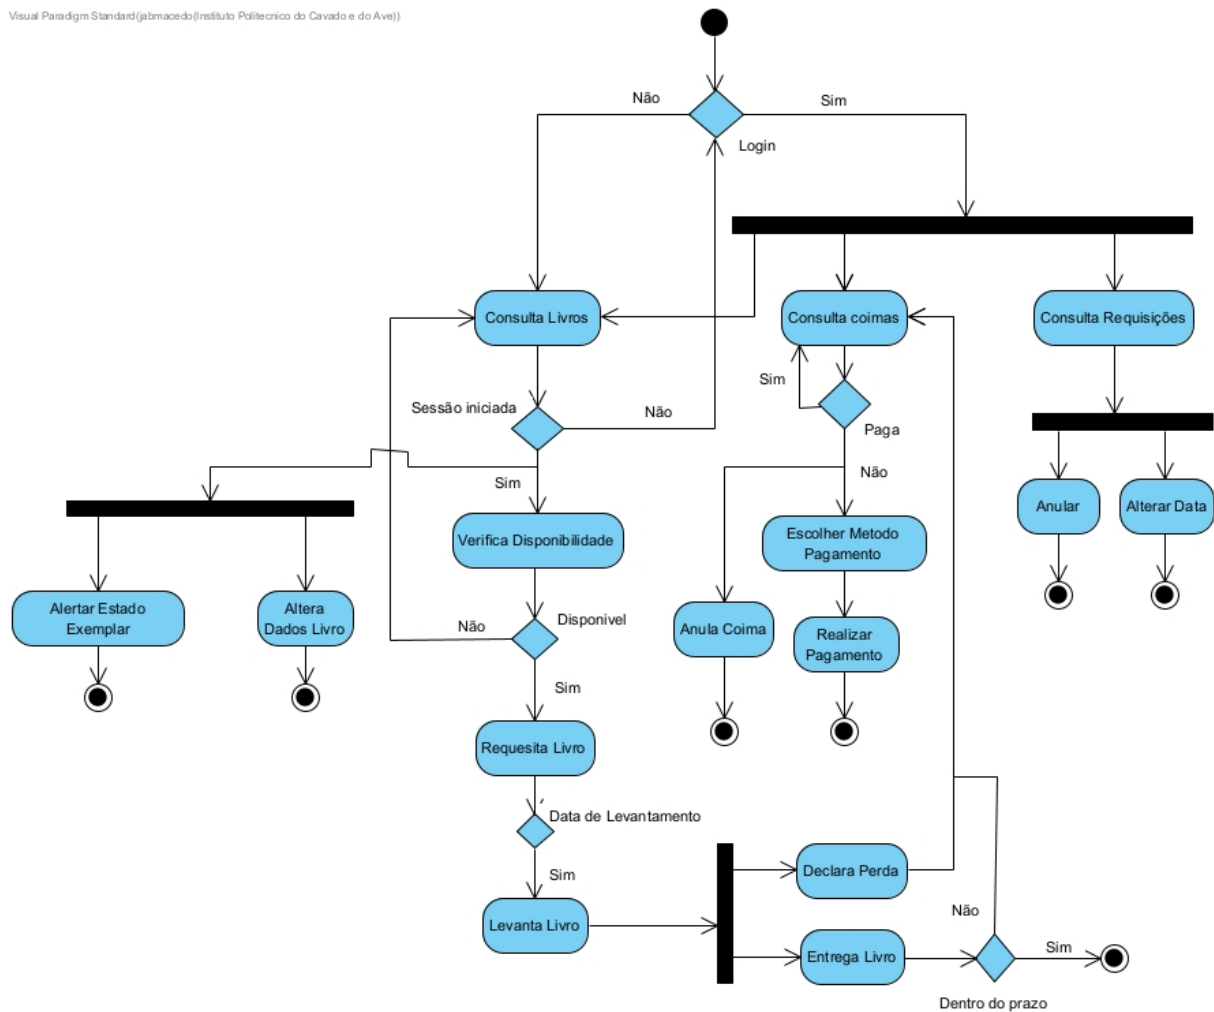 Visual Paradigm Standard(jabmacedo(Instituto Politecnico do Cavado e do Ave))
Não
Sim
Login
Consulta Livros
Consulta coimas
Consulta Requisições
Sim
Sessão iniciada
Não
Paga
Não
Sim
Anular
Alterar Data
Verifica Disponibilidade
Escolher Metodo
Pagamento
Alertar Estado
Exemplar
Altera
Dados Livro
Não
Disponivel
Anula Coima
Realizar
Pagamento
Sim
Requesita Livro
Data de Levantamento
Sim
Declara Perda
Levanta Livro
Não
Entrega Livro
Sim
Dentro do prazo